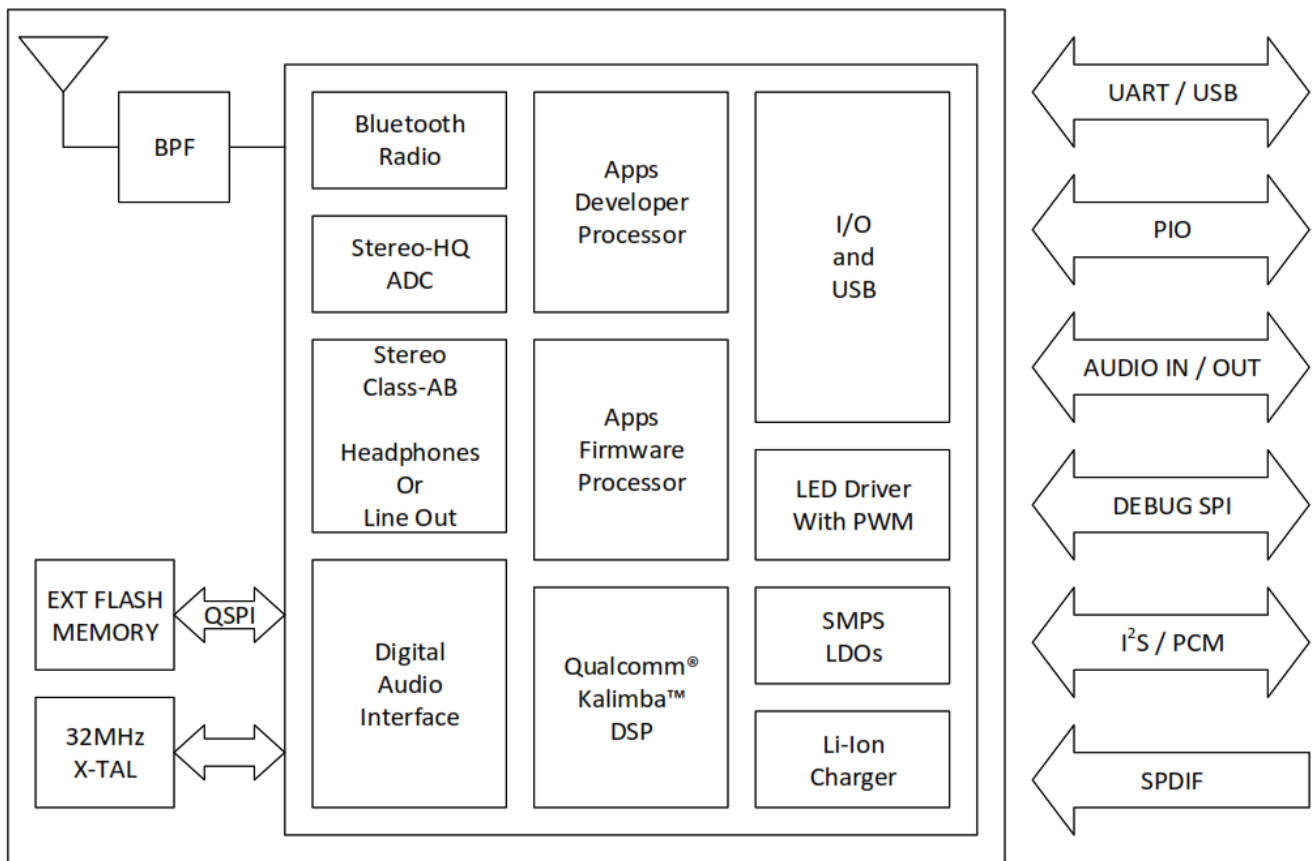 BPF
Bluetooth
Radio
Stereo-HQ
ADC
Stereo
Class-AB
Headphones
Or
Line Out
Digital
Audio
Interface
Apps
Developer
Processor
Apps
Firmware
Processor
Qualcomm®
Kalimba™
DSP
I/O
and
USB
LED Driver
With PWM
SMPS
LDOs
Li-Ion
Charger
EXT FLASH
MEMORY
QSPI
32MHz
X-TAL
UART / USB
PIO
AUDIO IN / OUT
DEBUG SPI
I²S / PCM
SPDIF